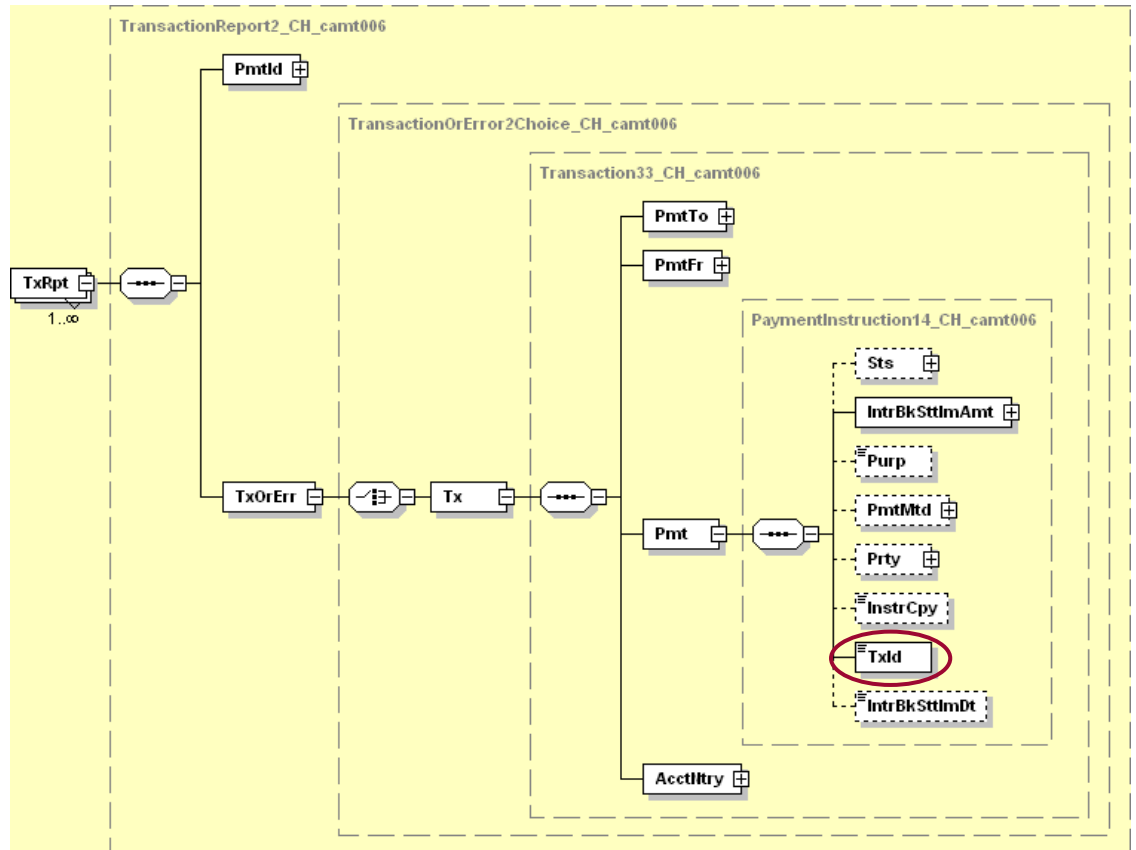 TransactionReport2_CH_camt006
PmtId
TransactionOrError2Choice_CH_camt006
Transaction33_CH_camt006
PmtTo
PmtFr
TxRpt
1..∞
PaymentInstruction14_CH_camt006
Sts
IntrBkSttlmAmt
Purp
TxOrErr
Tx
PmtMtd
Pmt
Prty
InstrCpy
TxId
IntrBkSttlmDt
AcctNtry